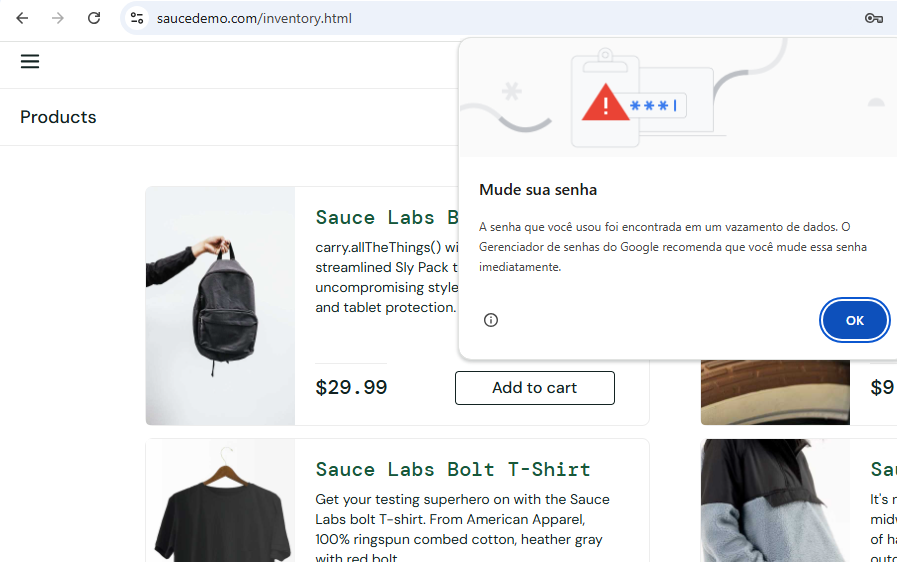 saucedemo.com/inventory.html
Products
Mude sua senha
A senha que você usou foi encontrada em um vazamento de dados. O
Gerenciador de senhas do Google recomenda que você mude essa senha
imediatamente.
OK
Sauce Labs B
carry.allTheThings() wi
streamlined Sly Pack t
uncompromising style
and tablet protection.
$29.99
Add to cart
$9
Sauce Labs Bolt T-Shirt
Get your testing superhero on with the Sauce
Labs bolt T-shirt. From American Apparel,
100% ringspun combed cotton, heather gray
with red bolt.
Sau
It's n
midw
of ha
outd